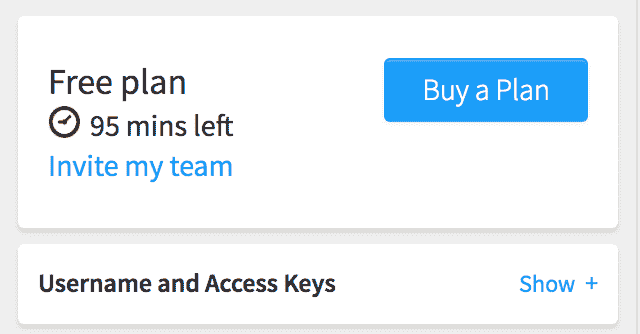 Free plan
Buy a Plan
95 mins left
Invite my team
Username and Access Keys
Show +